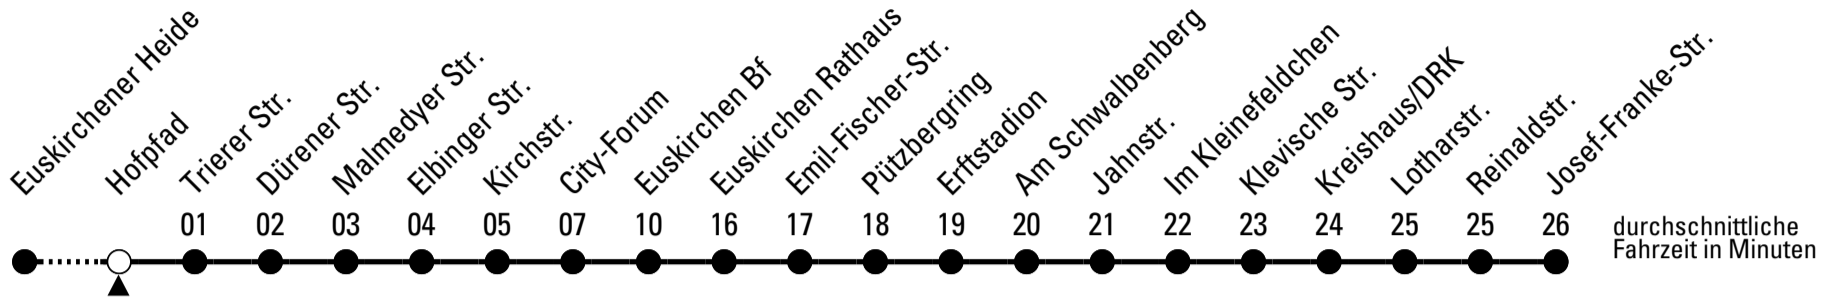 Euskirchener Heide
Hofpfad
Trierer Str.
Dürener Str.
Malmedyer Str.
Elbinger Str.
Kirchstr.
City-Forum
Euskirchen Bf
Euskirchen Rathaus
Emil-Fischer-Str.
Pützbergring
Erftstadion
Am Schwalbenberg
Jahnstr.
Im Kleinefeldchen
Klevische Str.
Kreishaus/DRK
Lotharstr.
Reinaldstr.
Josef-Franke-Str.
01 02 03 04 05 07 10 16 17 18 19 20 21 22 23 24 25 25 26
durchschnittliche
Fahrzeit in Minuten